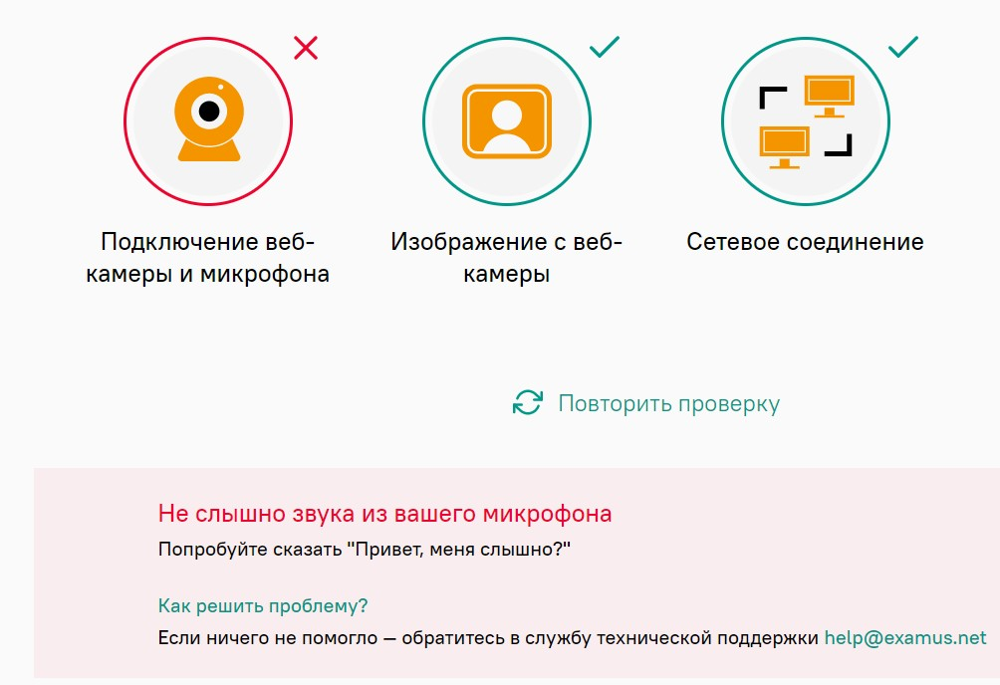 Подключение веб-
камеры и микрофона
Изображение с веб-
камеры
Сетевое соединение
Повторить проверку
Не слышно звука из вашего микрофона
Попробуйте сказать "Привет, меня слышно?"
Как решить проблему?
Если ничего не помогло — обратитесь в службу технической поддержки help@examus.net